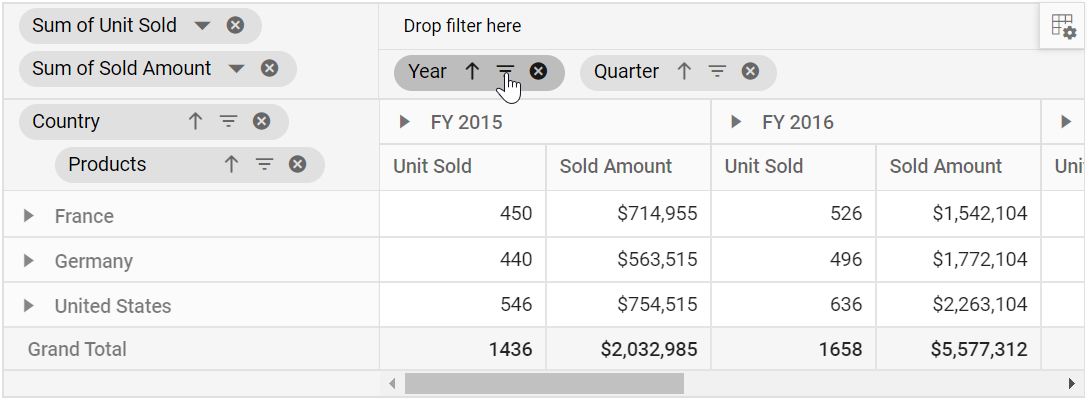 Sum of Unit Sold
Drop filter here
Sum of Sold Amount
Year Quarter
Country
FY 2015 FY 2016
Products
Unit Sold Sold Amount Unit Sold Sold Amount Uni
France 450 $714,955 526 $1,542,104
Germany 440 $563,515 496 $1,772,104
United States 546 $754,515 636 $2,263,104
Grand Total 1436 $2,032,985 1658 $5,577,312